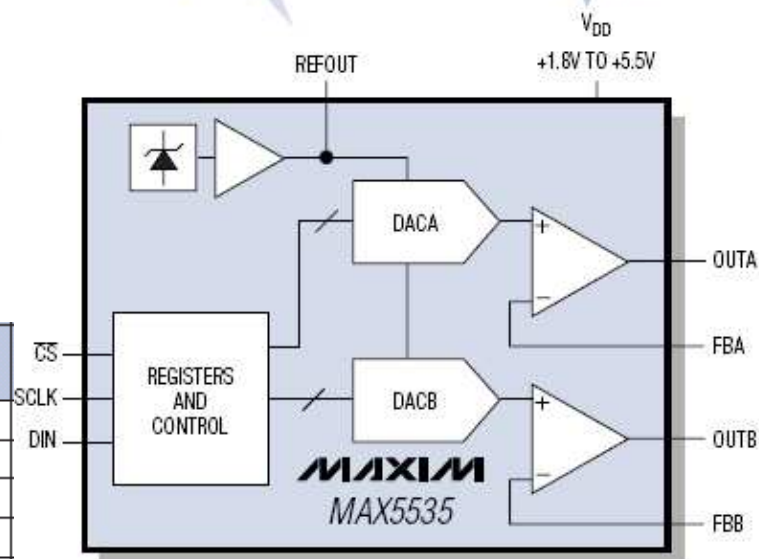 VDD
+1.8V TO +5.5V
REFOUT
DACA
+
−
OUTA
FBA
CS
SCLK
DIN
REGISTERS
AND
CONTROL
DACB
+
−
OUTB
FBB
MAXIM
MAX5535